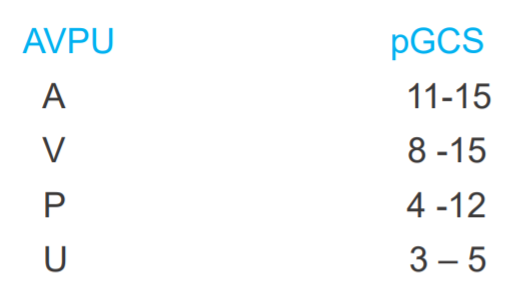 AVPU pGCS
A 11-15
V 8 -15
P 4 -12
U 3 – 5